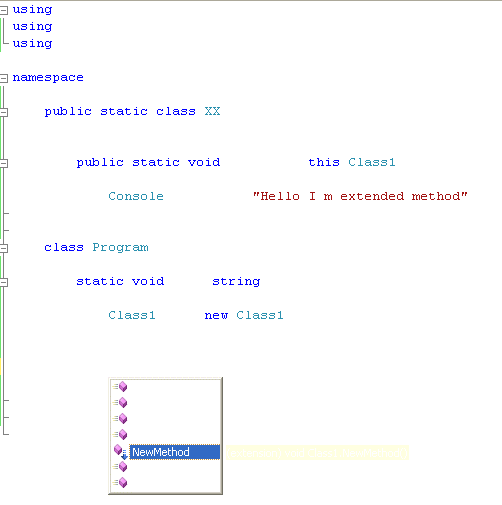 using
using
using
namespace
public static class XX
public static void this Class1
Console "Hello I m extended method"
class Program
static void string
Class1 new Class1
NewMethod